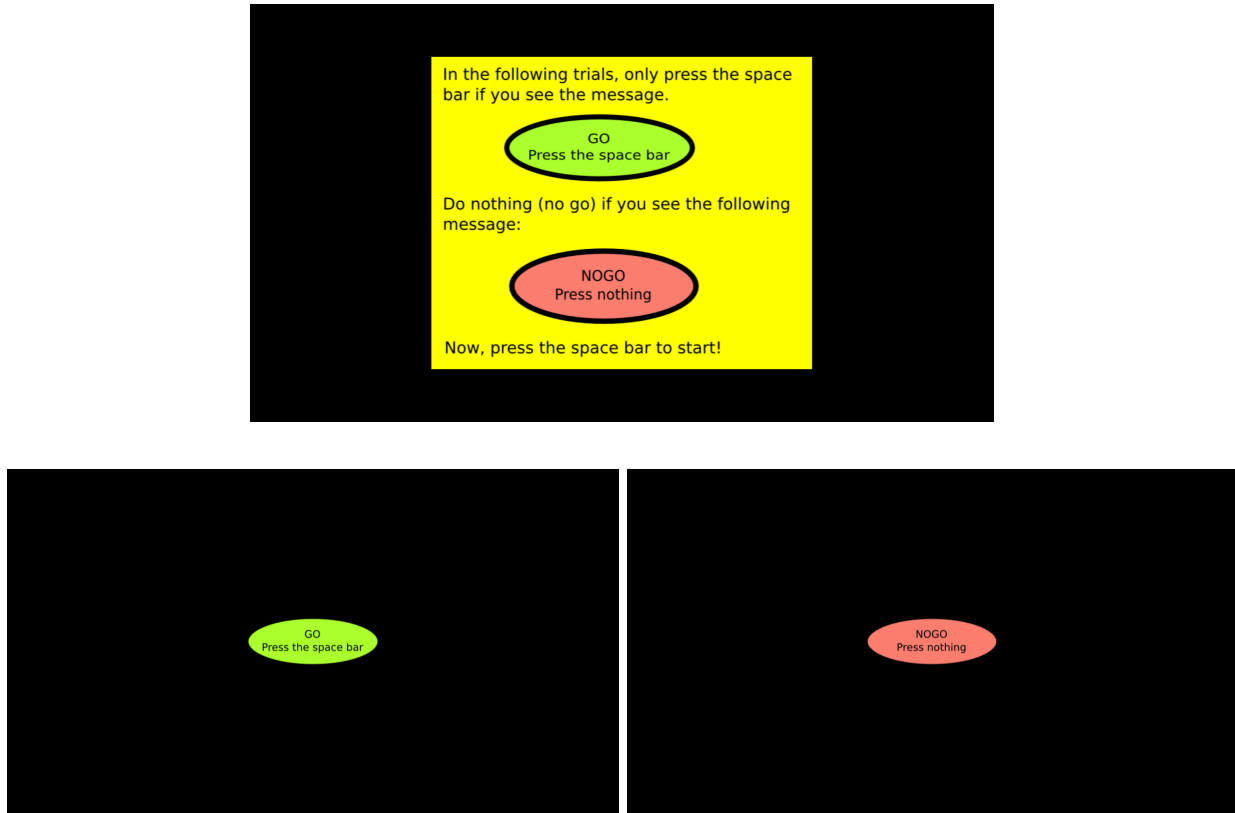 In the following trials, only press the space
bar if you see the message.
GO
Press the space bar
Do nothing (no go) if you see the following
message:
NOGO
Press nothing
Now, press the space bar to start!
GO
Press the space bar
NOGO
Press nothing